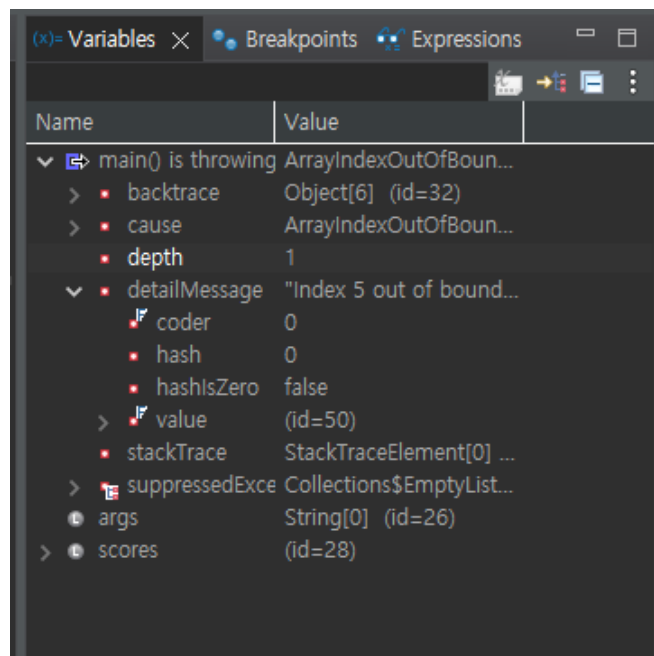 (x)= Variables Breakpoints Expressions
Name Value
main() is throwing ArrayIndexOutOfBoun...
backtrace Object[6] (id=32)
cause ArrayIndexOutOfBoun...
depth 1
detailMessage "Index 5 out of bound...
coder 0
hash 0
hashIsZero false
value (id=50)
stackTrace StackTraceElement[0] ...
suppressedExce Collections$EmptyList...
args String[0] (id=26)
scores (id=28)